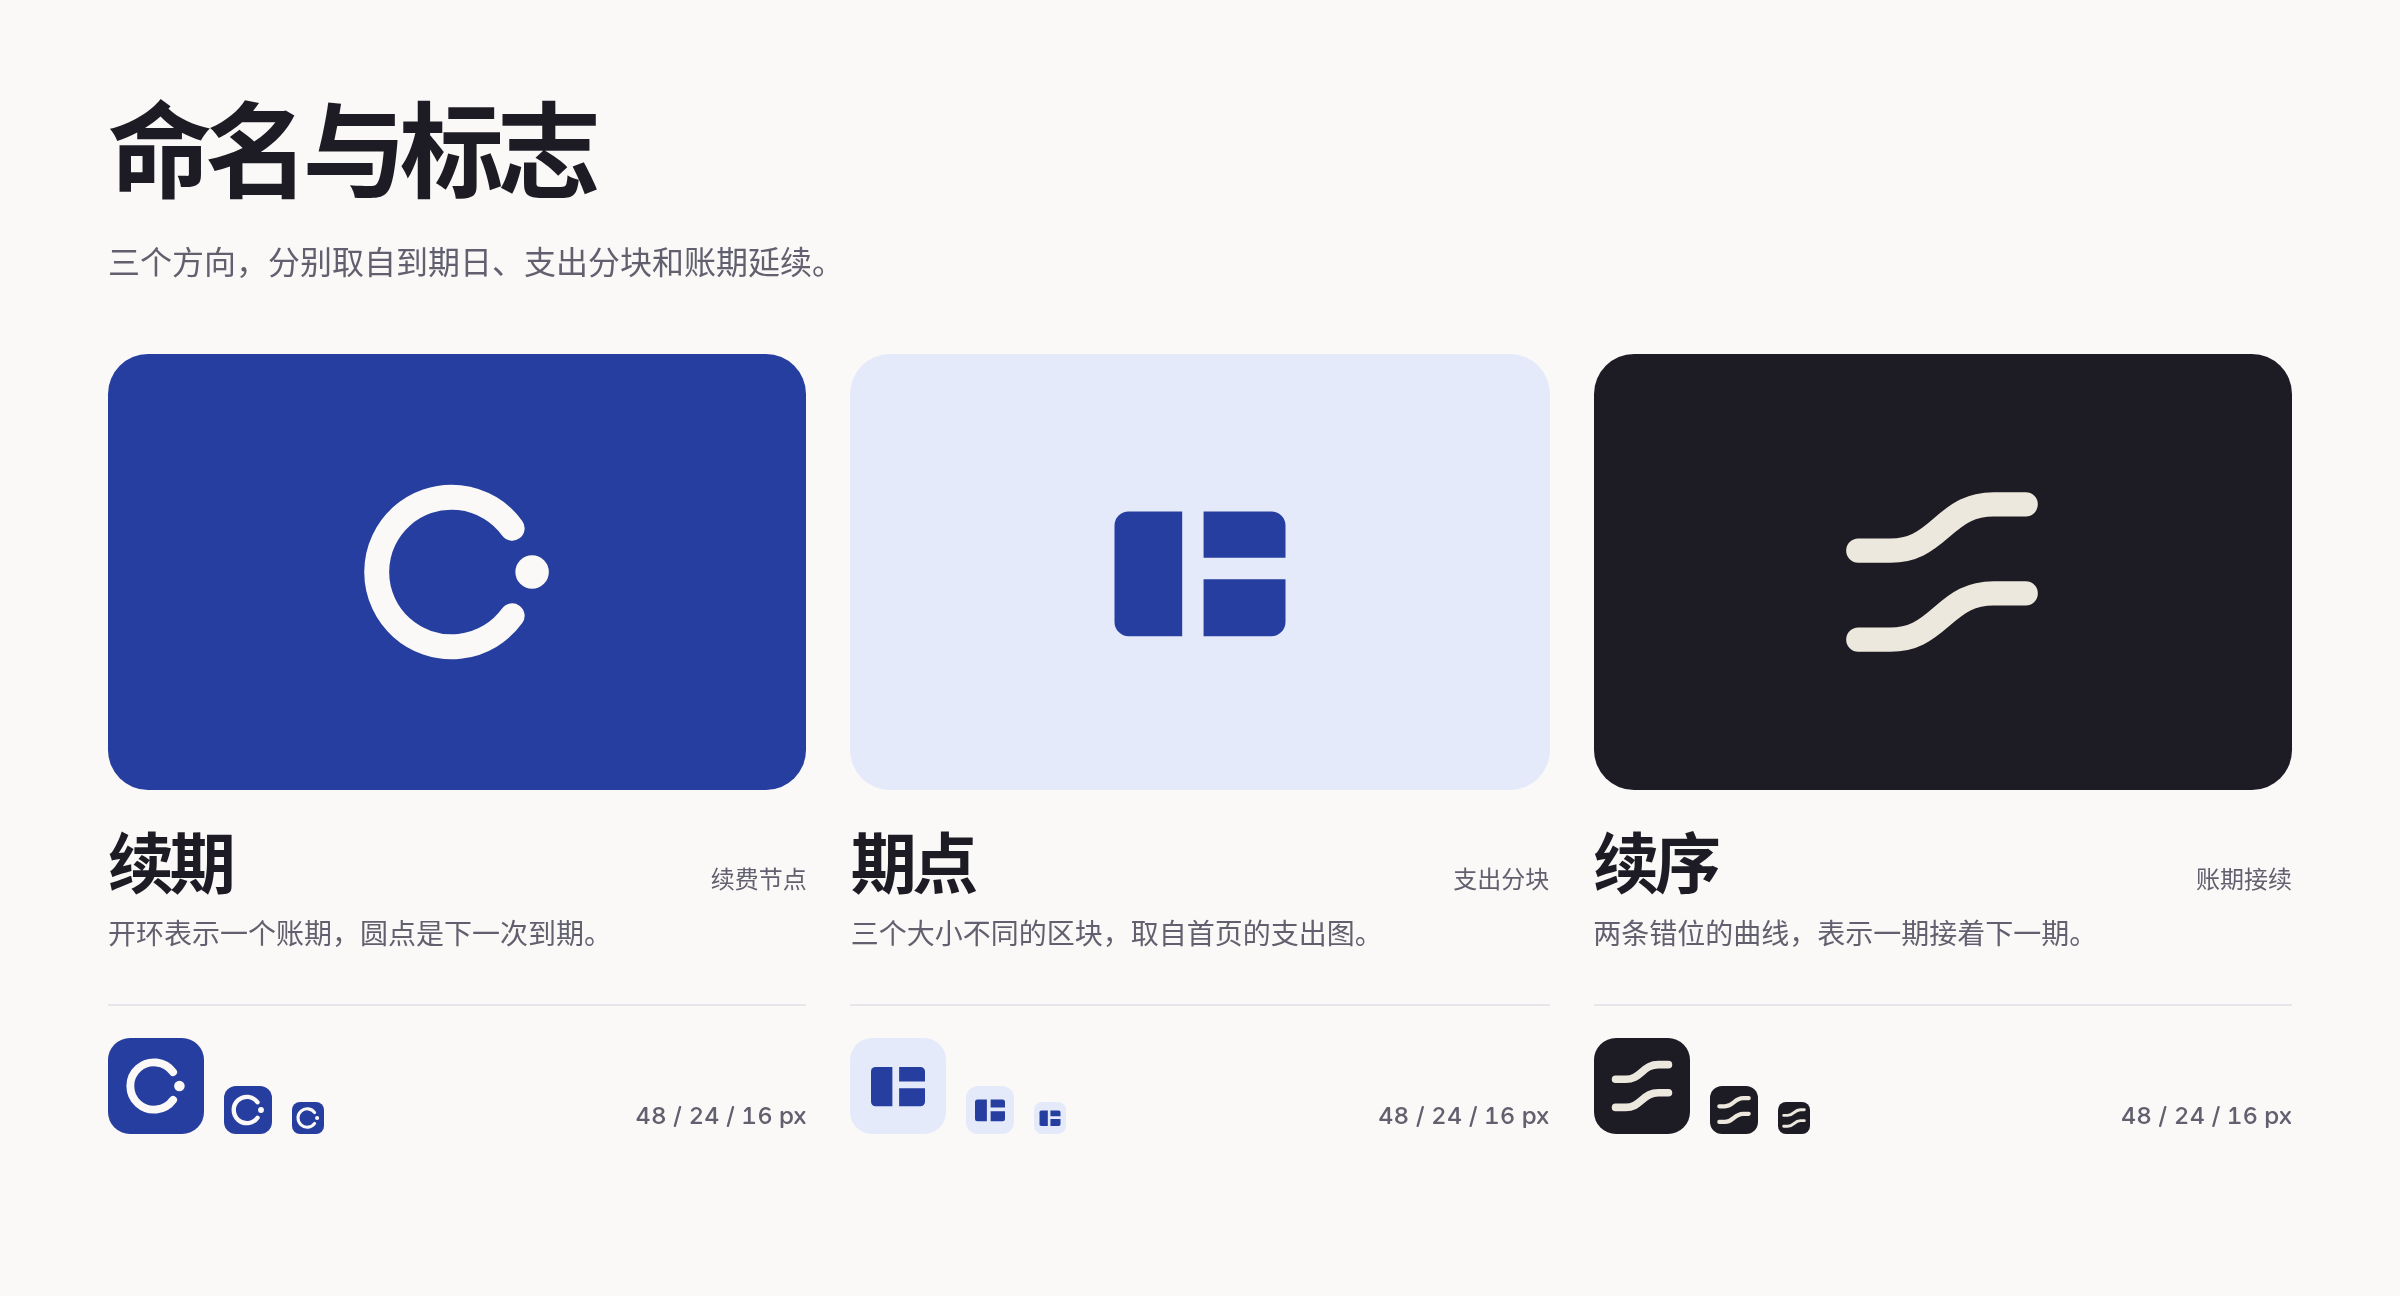 命名与标志
三个方向，分别取自到期日、支出分块和账期延续。
续期
续费节点
开环表示一个账期，圆点是下一次到期。
48 / 24 / 16 px
期点
支出分块
三个大小不同的区块，取自首页的支出图。
48 / 24 / 16 px
续序
账期接续
两条错位的曲线，表示一期接着下一期。
48 / 24 / 16 px